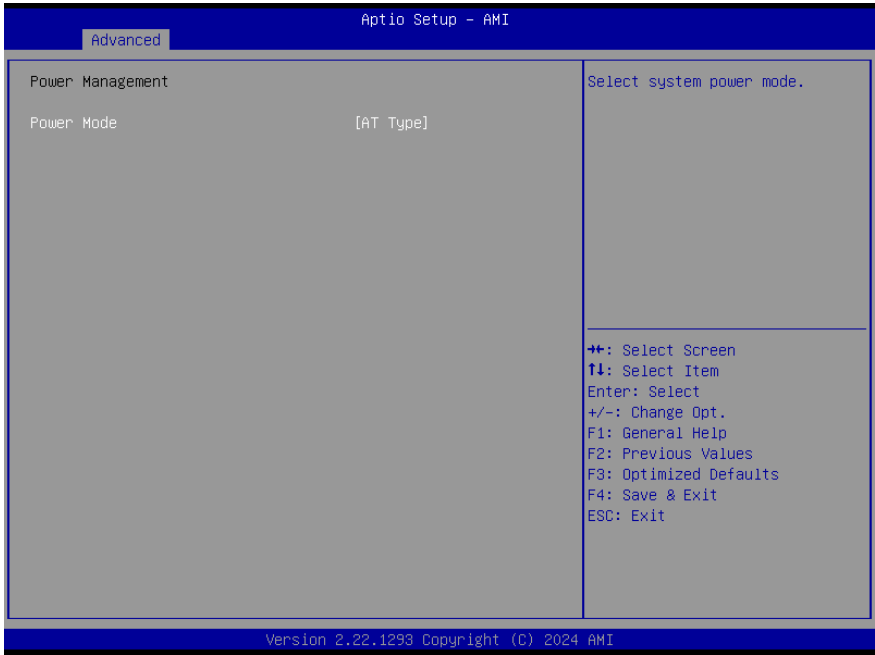 Aptio Setup – AMI
Advanced
Power Management
Power Mode [AT Type]
Select system power mode.
→←: Select Screen
↑↓: Select Item
Enter: Select
+/-: Change Opt.
F1: General Help
F2: Previous Values
F3: Optimized Defaults
F4: Save & Exit
ESC: Exit
Version 2.22.1293 Copyright (C) 2024 AMI